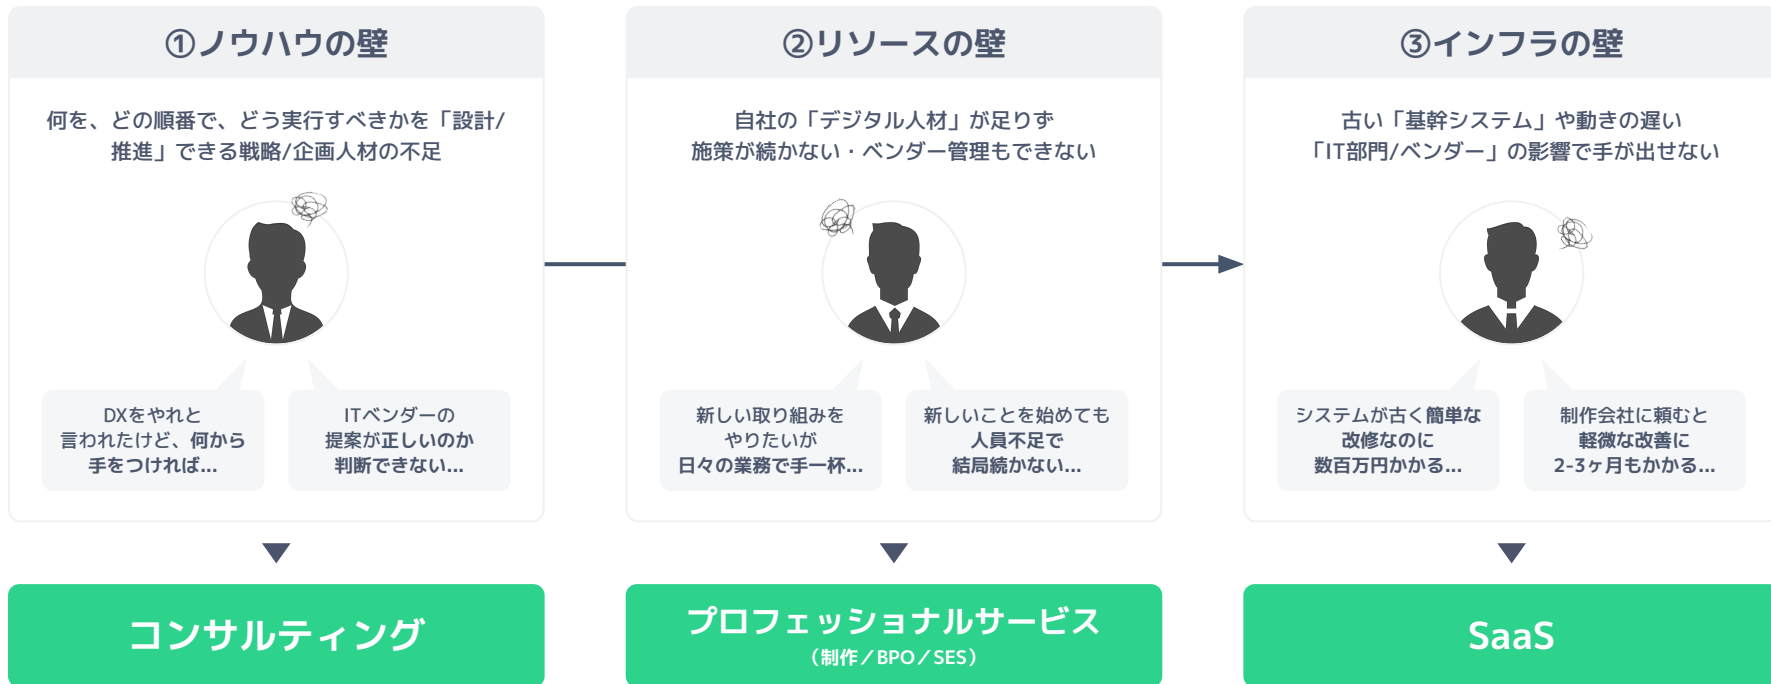 ①ノウハウの壁
何を、どの順番で、どう実行すべきかを「設計/
推進」できる戦略/企画人材の不足
DXをやれと
言われたけど、何から
手をつければ...
ITベンダーの
提案が正しいのか
判断できない...
コンサルティング
②リソースの壁
自社の「デジタル人材」が足りず
施策が続かない・ベンダー管理もできない
新しい取り組みを
やりたいが
日々の業務で手一杯...
新しいことを始めても
人員不足で
結局続かない...
プロフェッショナルサービス
（制作／BPO／SES）
③インフラの壁
古い「基幹システム」や動きの遅い
「IT部門/ベンダー」の影響で手が出せない
システムが古く簡単な
改修なのに
数百万円かかる...
制作会社に頼むと
軽微な改善に
2-3ヶ月もかかる...
SaaS